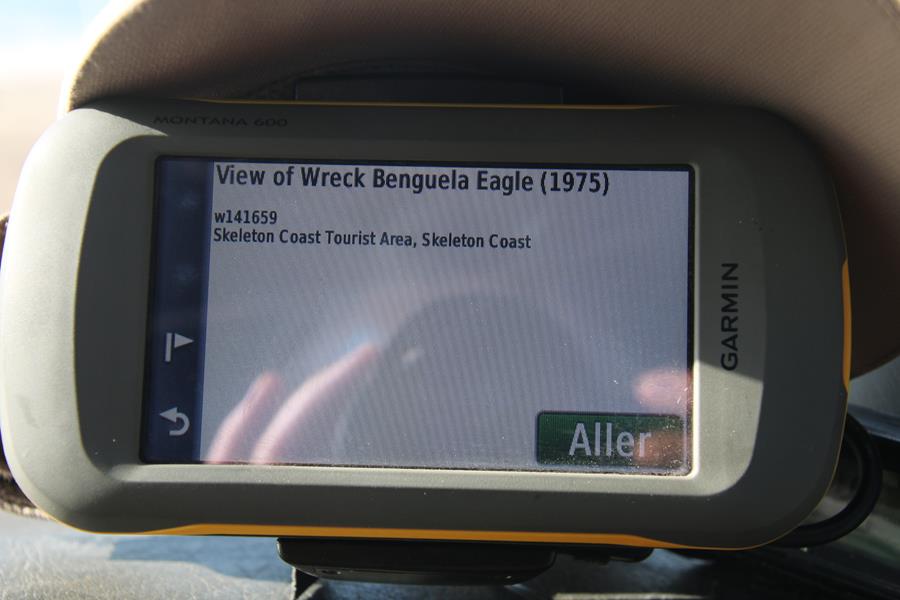 MONTANA 600
View of Wreck Benguela Eagle (1975)
w141659
Skeleton Coast Tourist Area, Skeleton Coast
Aller
GARMIN